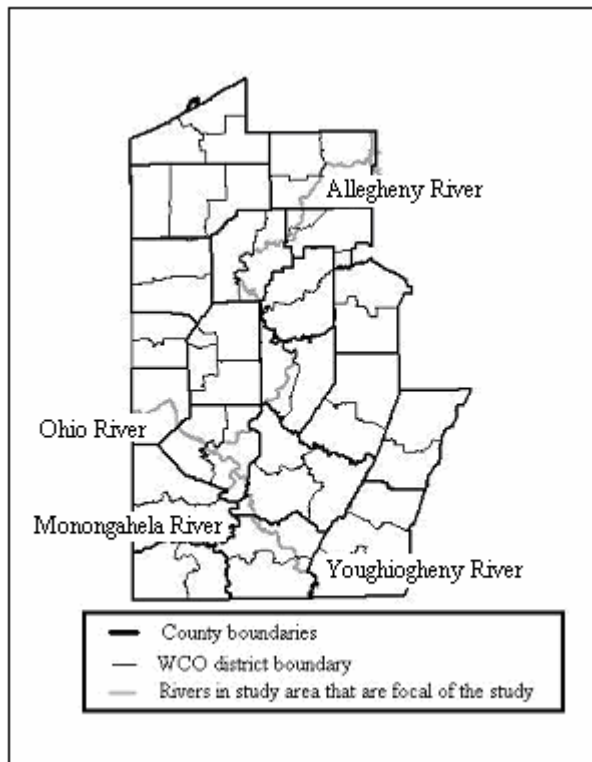 Allegheny River
Ohio River
Monongahela River
Youghiogheny River
County boundaries
WCO district boundary
Rivers in study area that are focal of the study